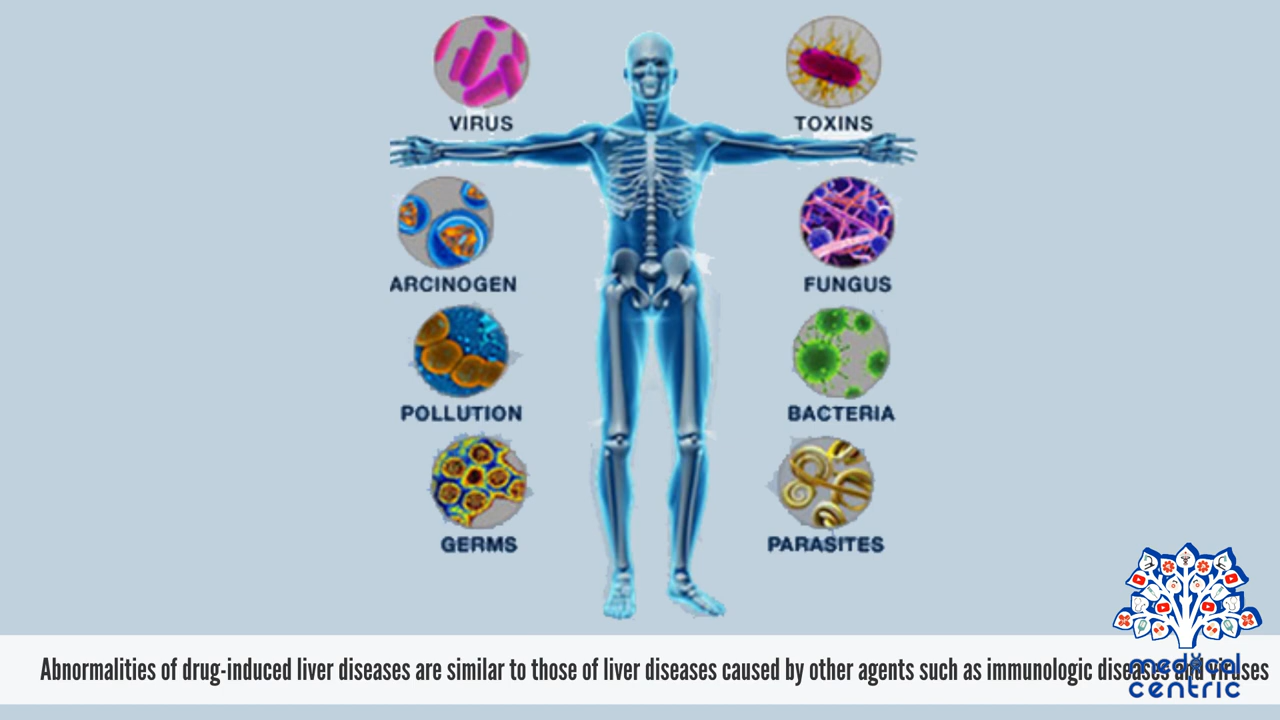 VIRUS TOXINS
ARCINOGEN FUNGUS
POLLUTION BACTERIA
GERMS PARASITES
Abnormalities of drug-induced liver diseases are similar to those of liver diseases caused by other agents such as immunologic diseases and viruses
medical
centric